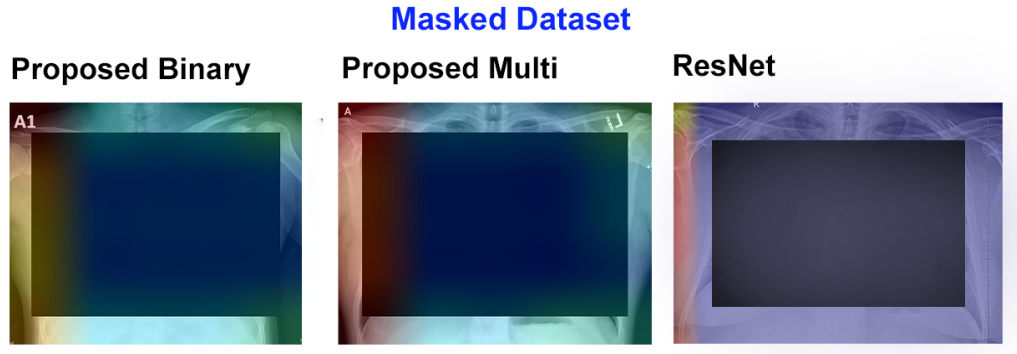 Masked Dataset
Proposed Binary
Proposed Multi
ResNet
A1
A
L
R